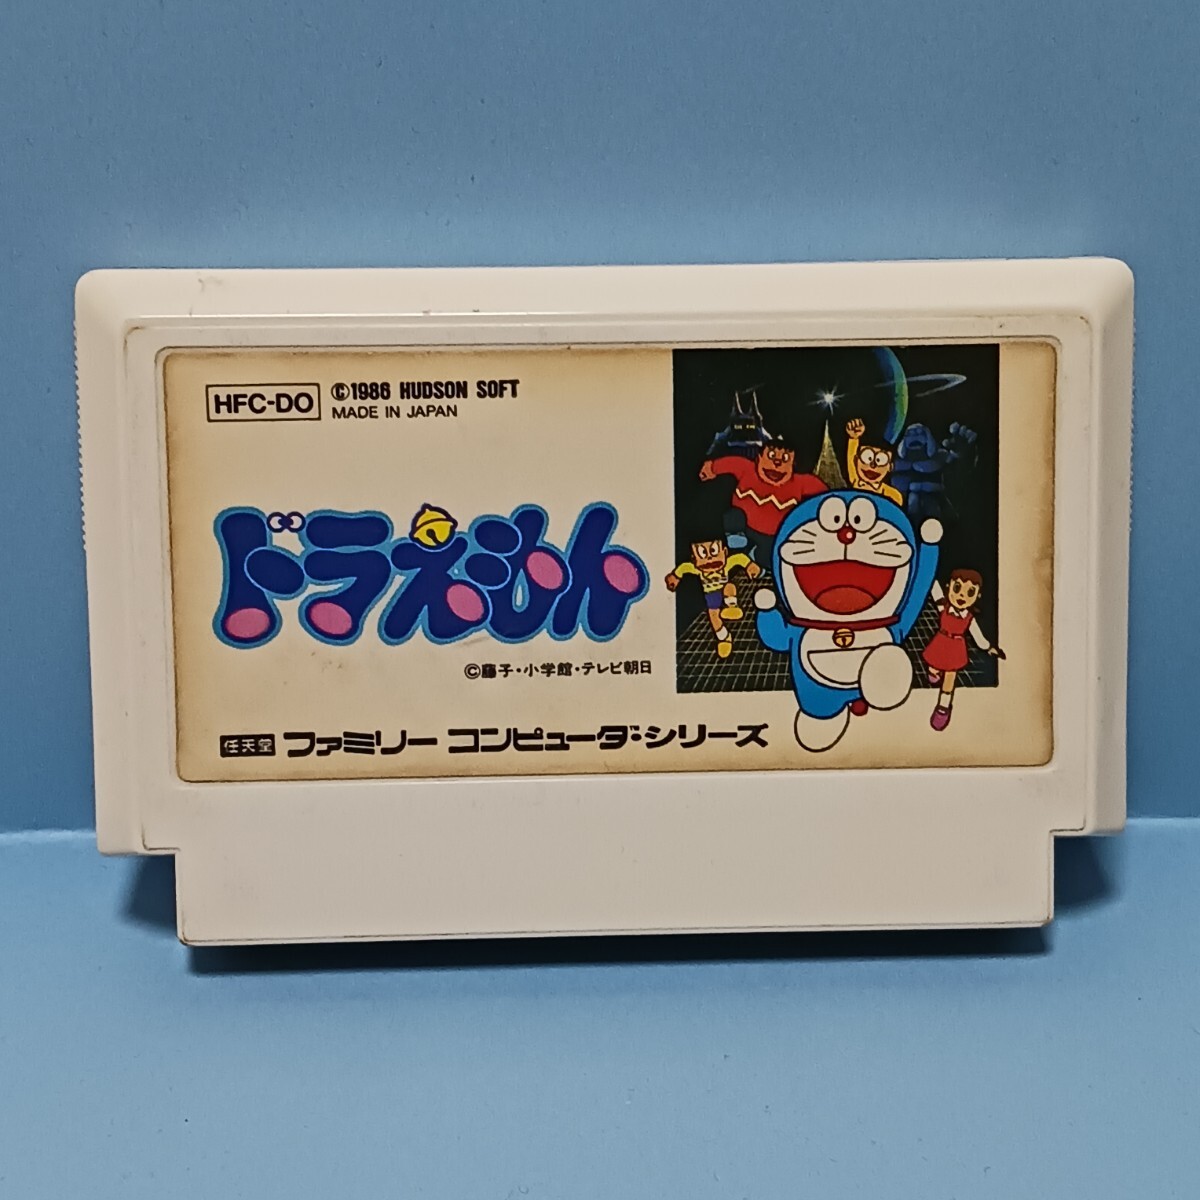 HFC-DO
©1986 HUDSON SOFT
MADE IN JAPAN
ドラえもん
©藤子・小学館・テレビ朝日
任天堂 ファミリー コンピュータ・シリーズ